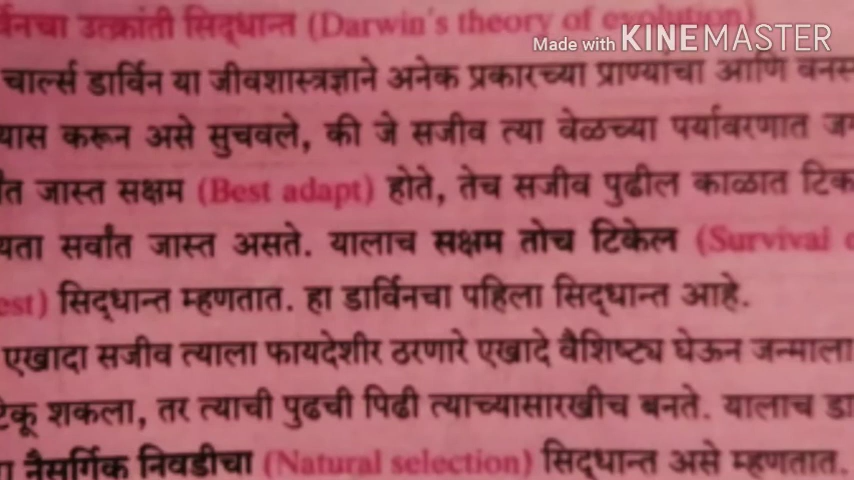 उत्क्रांती सिद्धान्त (Darwin's theory of evolution)
Made with KINEMASTER
चार्ल्स डार्विन या जीवशास्त्रज्ञाने अनेक प्रकारच्या प्राण्यांचा आणि
करून असे सुचवले, की जे सजीव त्या वेळच्या पर्यावरणात
जास्त सक्षम (Best adapt) होते, तेच सजीव पुढील काळात
सर्वांत जास्त असते. यालाच सक्षम तोच टिकेल (Survival
सिद्धान्त म्हणतात. हा डार्विनचा पहिला सिद्धान्त आहे.
एखादा सजीव त्याला फायदेशीर ठरणारे एखादे वैशिष्ट्य घेऊन जन्माला
शकला, तर त्याची पुढची पिढी त्याच्यासारखीच बनते. यालाच
नैसर्गिक निवडीचा (Natural selection) सिद्धान्त असे म्हणतात.